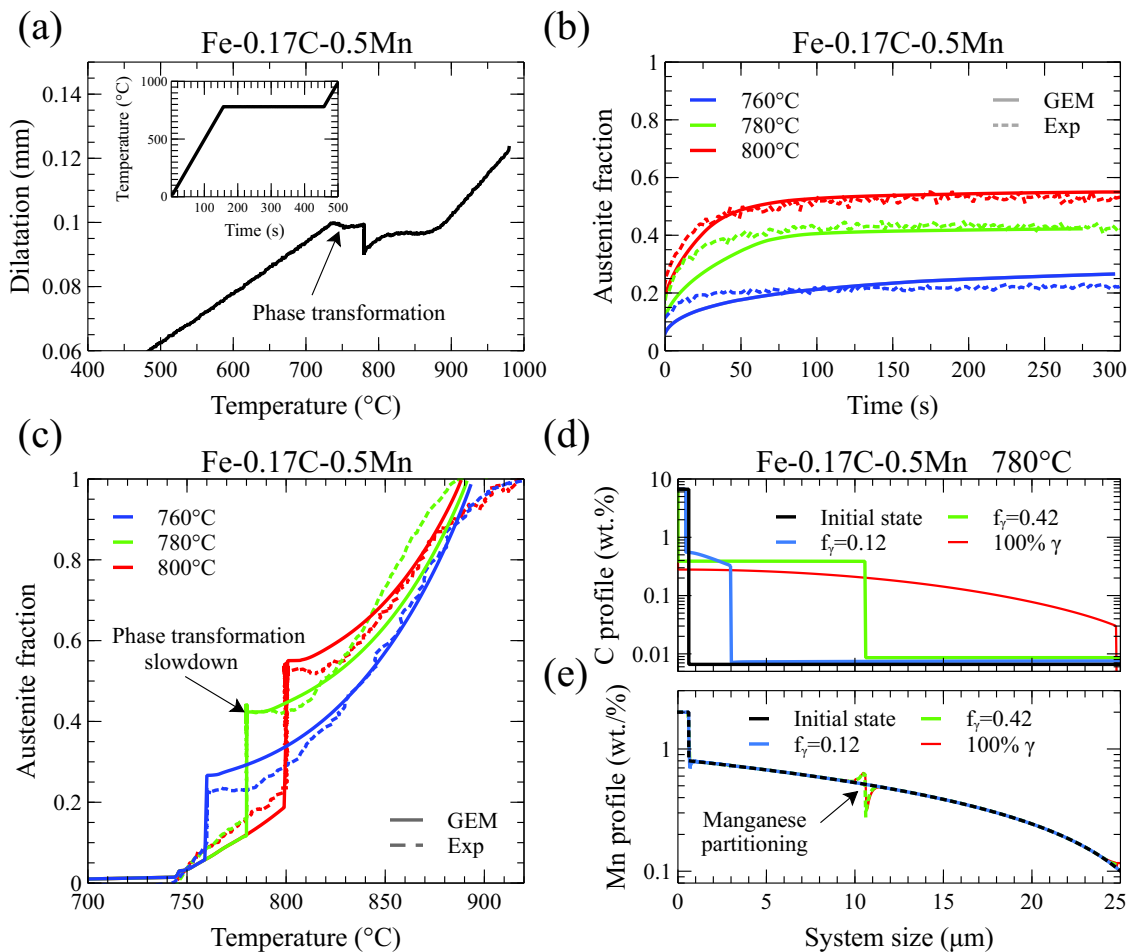 (a)
Fe-0.17C-0.5Mn
Dilatation (mm)
0.15
0.14
0.12
0.1
0.08
0.06
400 500 600 700 800 900 1000
Temperature (°C)
Temperature (°C)
1000
500
0
100 200 300 400 500
Time (s)
Phase transformation
(b)
Fe-0.17C-0.5Mn
Austenite fraction
1
0.8
0.6
0.4
0.2
0
0 50 100 150 200 250 300
Time (s)
760°C
780°C
800°C
GEM
Exp
(c)
Fe-0.17C-0.5Mn
Austenite fraction
1
0.8
0.6
0.4
0.2
0
700 750 800 850 900
Temperature (°C)
760°C
780°C
800°C
Phase transformation
slowdown
GEM
Exp
(d)
Fe-0.17C-0.5Mn 780°C
C profile (wt.%)
10
1
0.1
0.01
Initial state
fγ=0.12
fγ=0.42
100% γ
(e)
Mn profile (wt./%)
1
0.1
Initial state
fγ=0.12
fγ=0.42
100% γ
Manganese
partitioning
0 5 10 15 20 25
System size (μm)